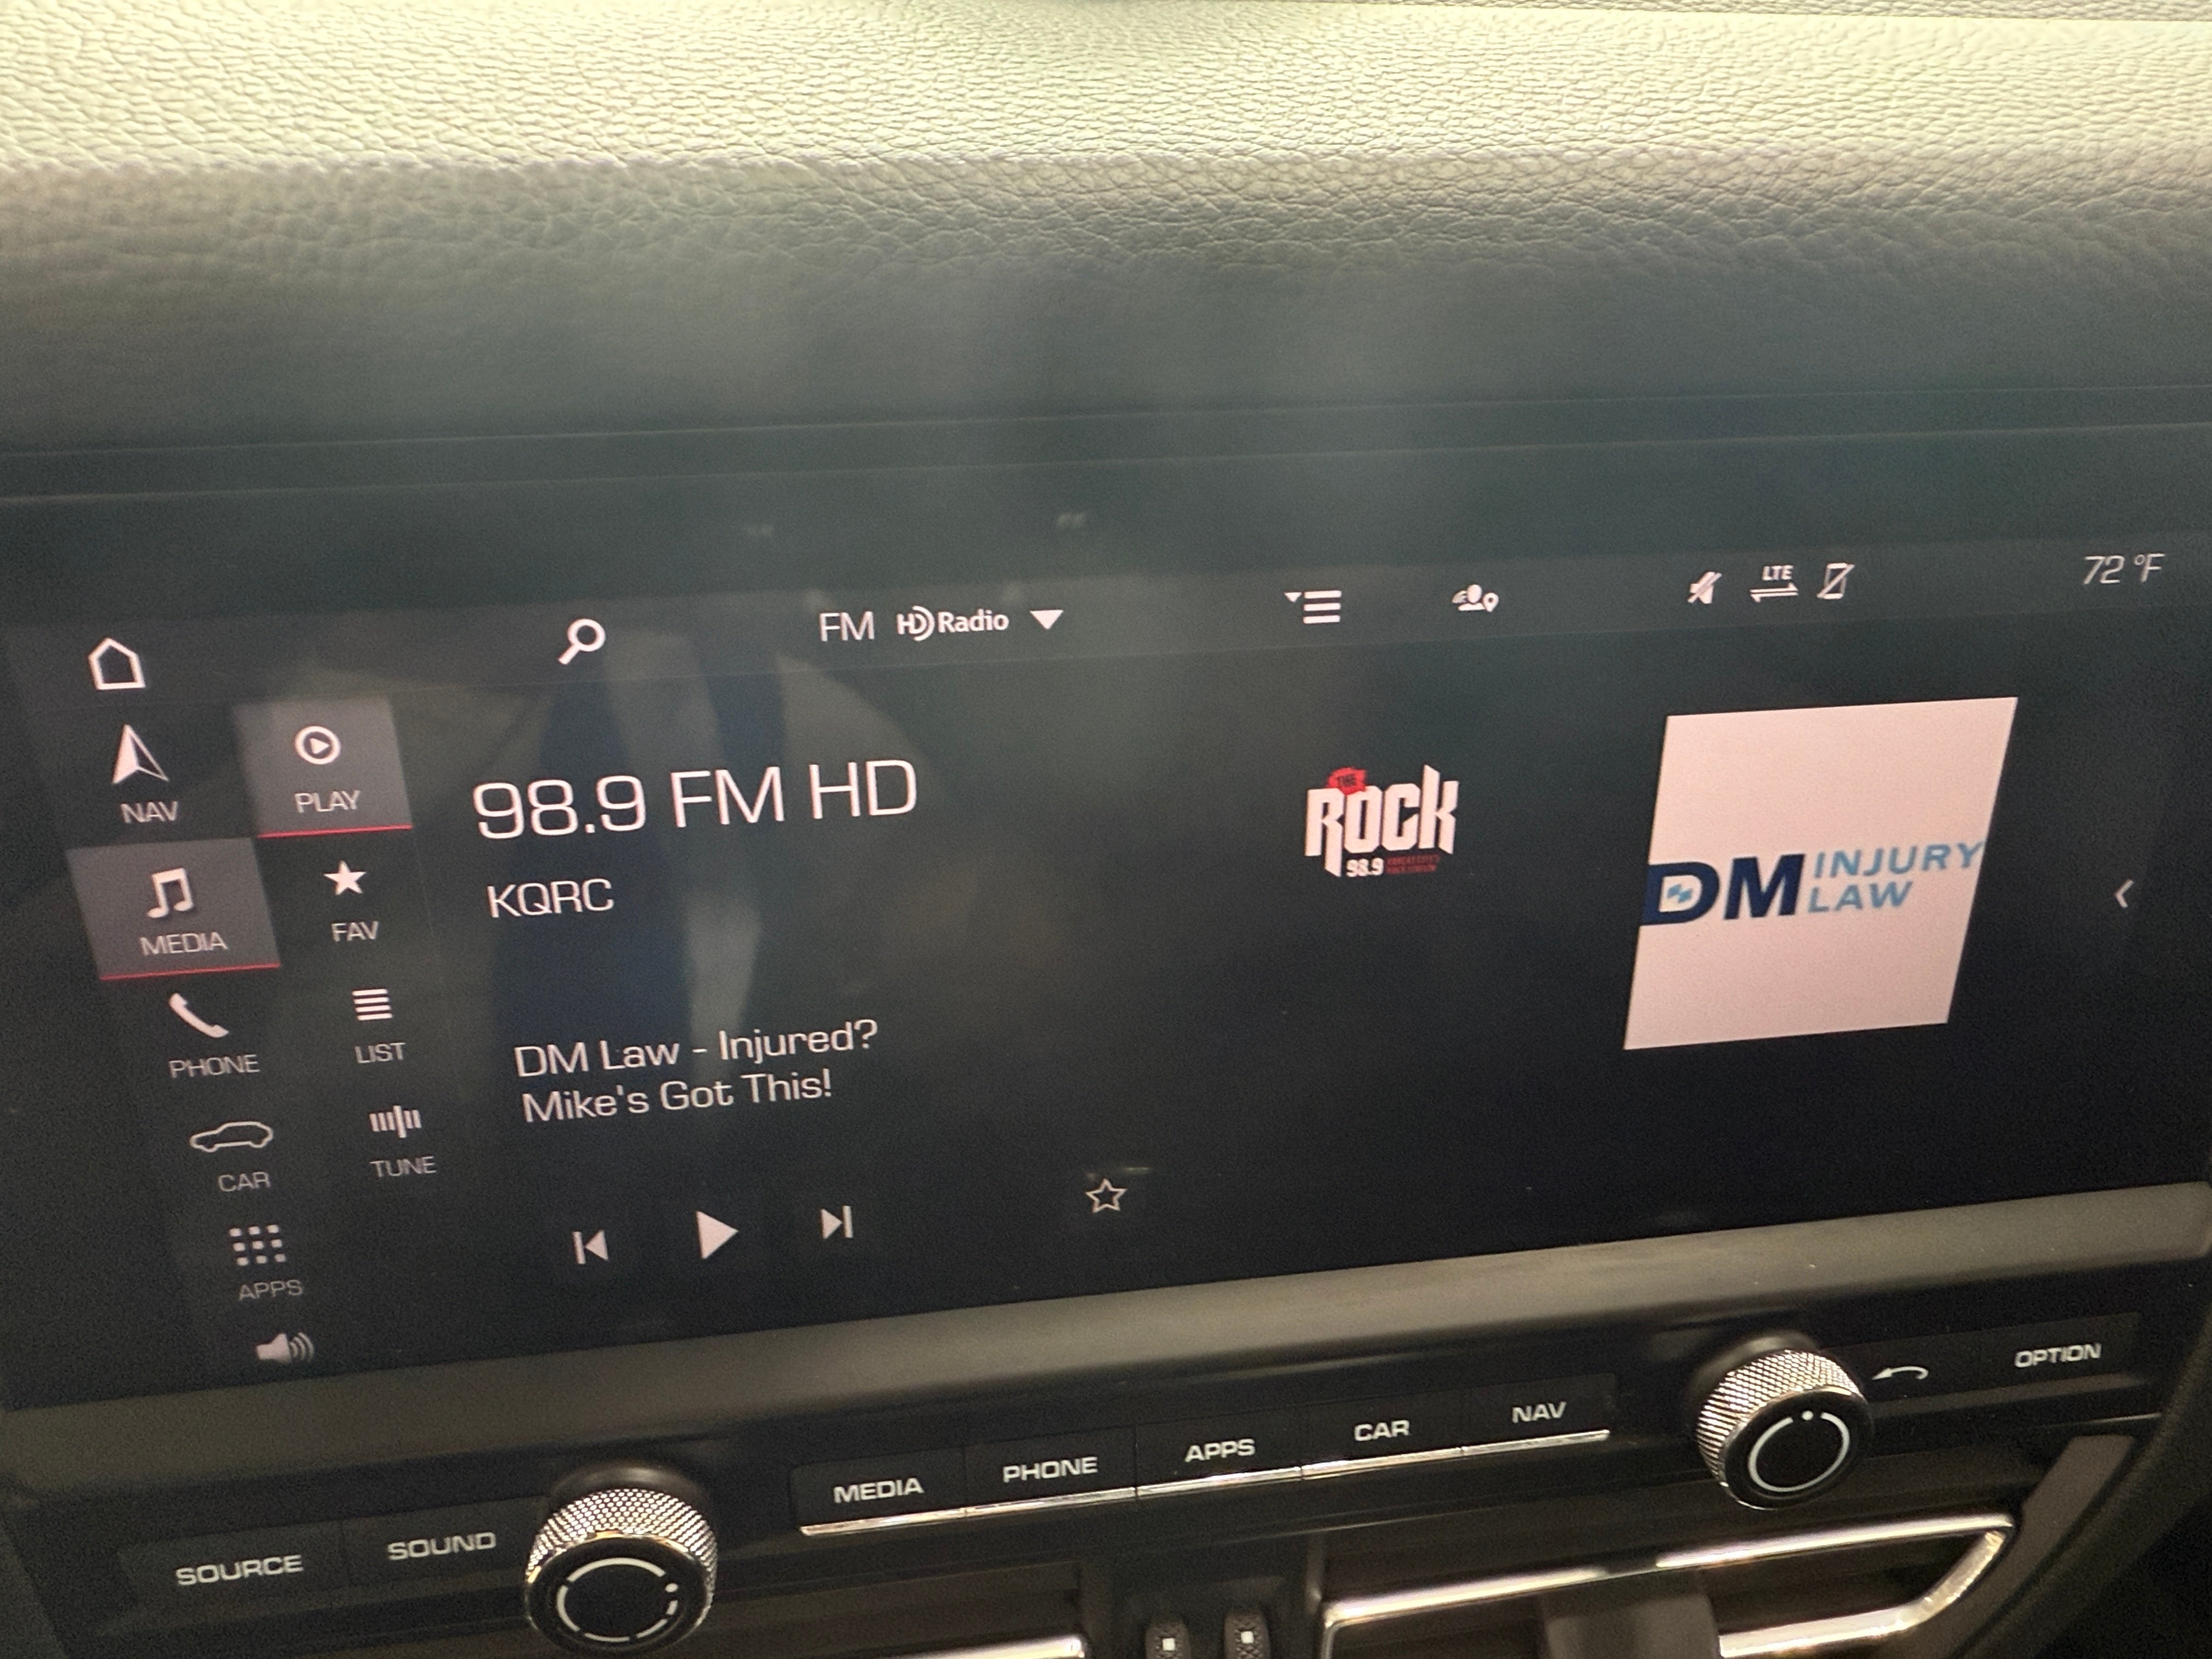 FM HD Radio
LTE
72 °F
NAV
PLAY
98.9 FM HD
THE
ROCK
98.9
MEDIA
FAV
KQRC
DM INJURY
LAW
PHONE
LIST
DM Law - Injured?
Mike's Got This!
CAR
TUNE
APPS
SOURCE
SOUND
MEDIA
PHONE
APPS
CAR
NAV
OPTION